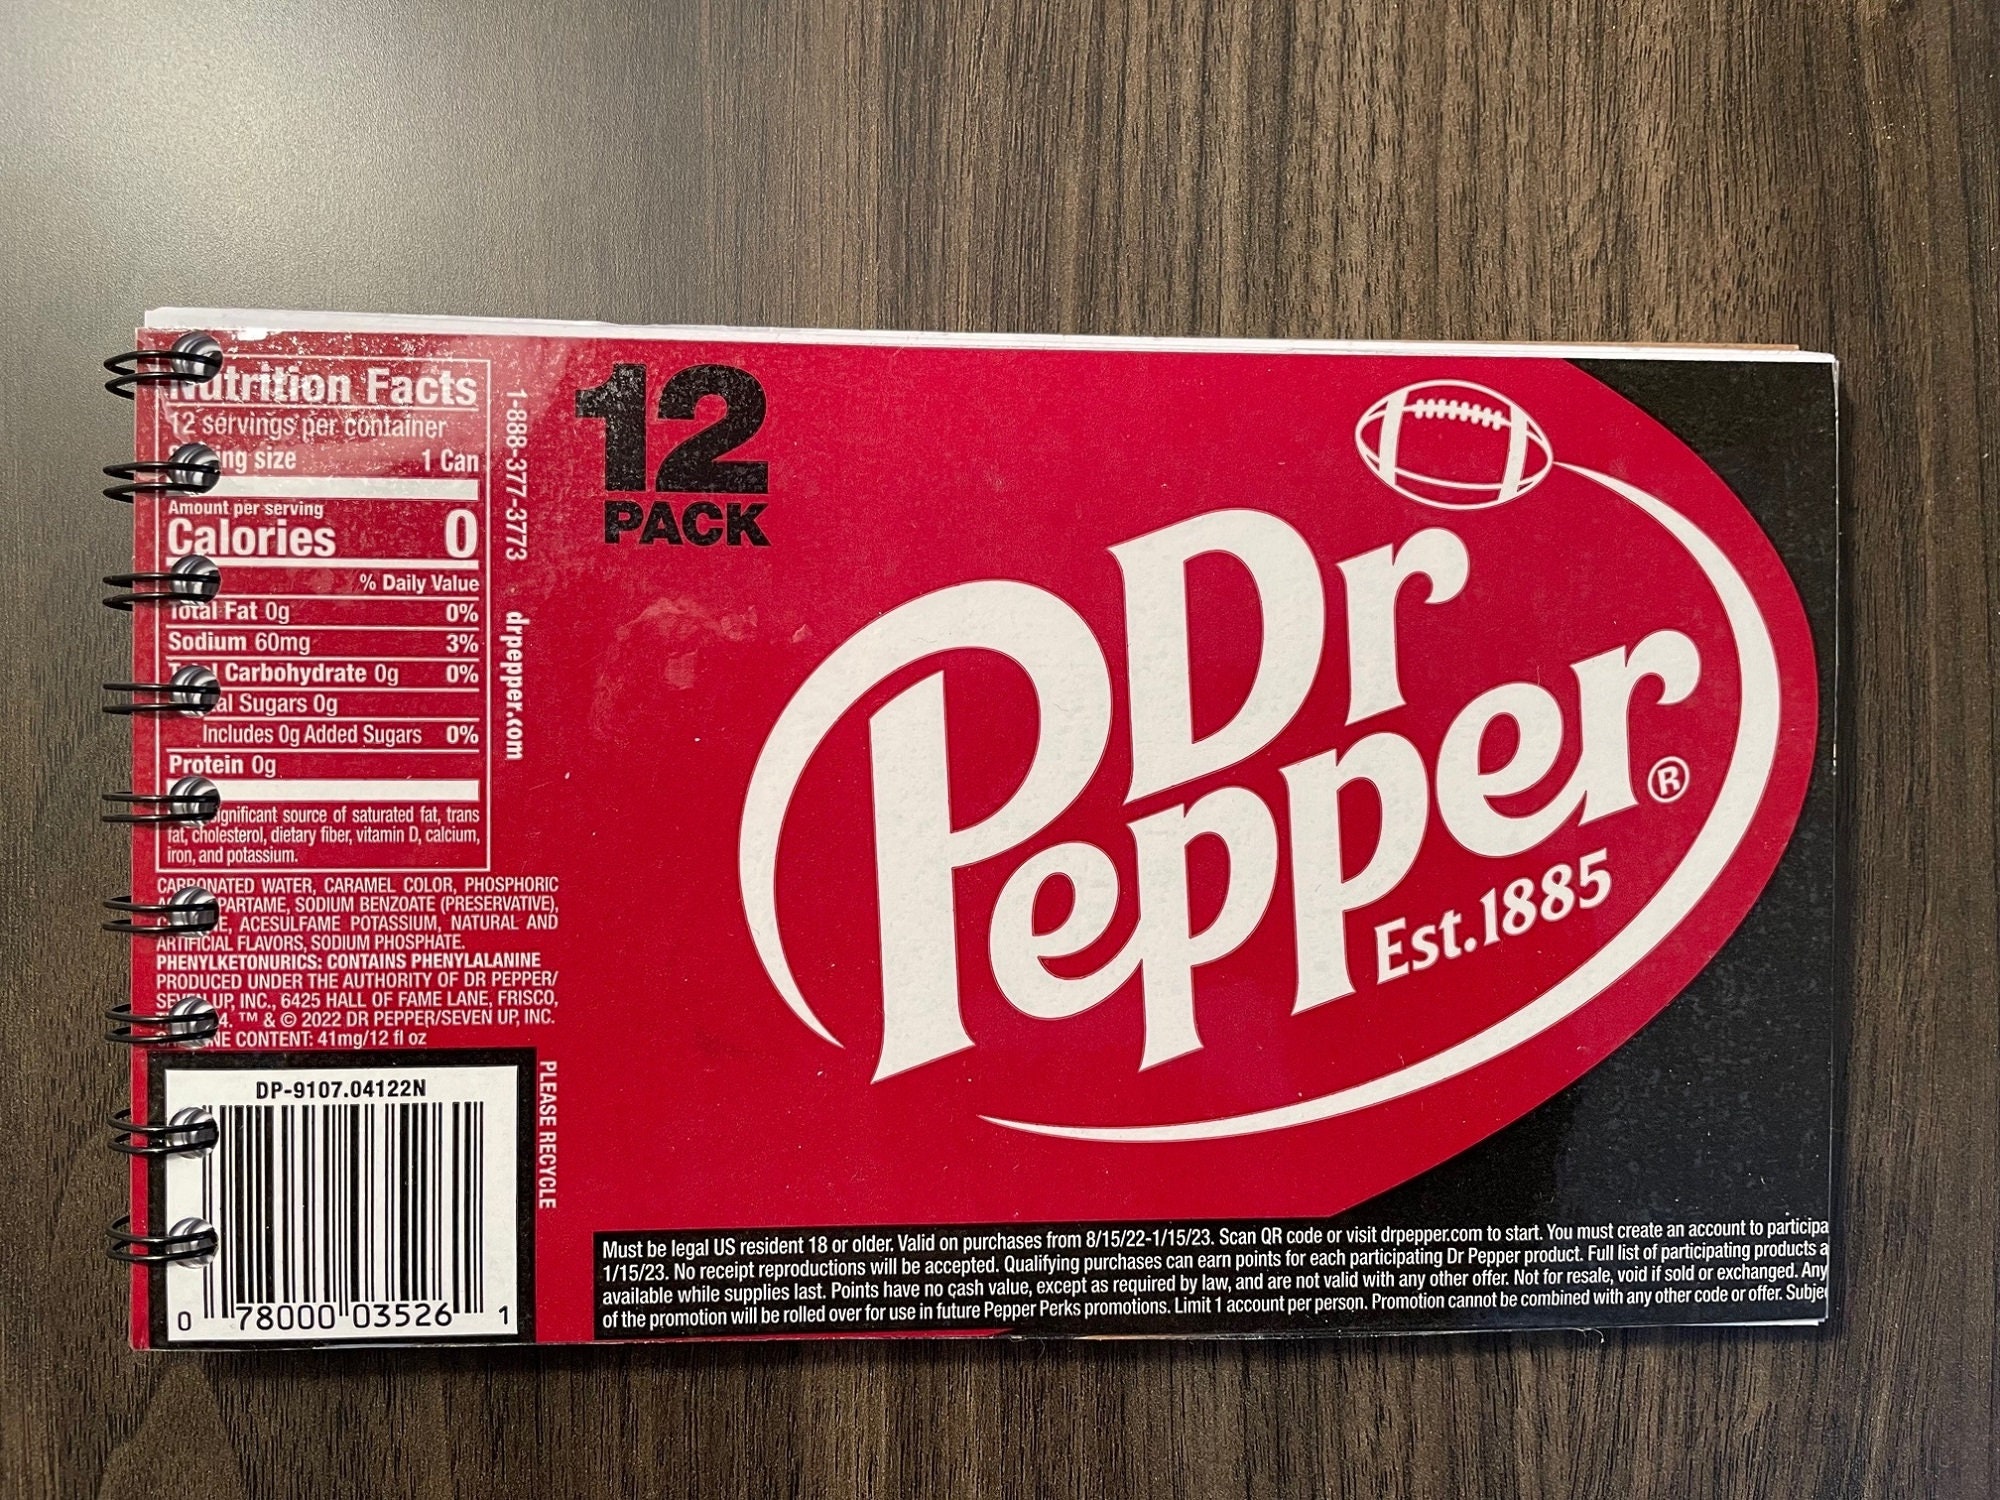 Nutrition Facts
12 servings per container
ing size 1 Can
Amount per serving
Calories 0
% Daily Value
Total Fat 0g 0%
Sodium 60mg 3%
Carbohydrate 0g 0%
Sugars 0g
Includes 0g Added Sugars 0%
Protein 0g
significant source of saturated fat, trans
fat, cholesterol, dietary fiber, vitamin D, calcium,
iron, and potassium.
CARBONATED WATER, CARAMEL COLOR, PHOSPHORIC
PARTAME, SODIUM BENZOATE (PRESERVATIVE),
E, ACESULFAME POTASSIUM, NATURAL AND
ARTIFICIAL FLAVORS, SODIUM PHOSPHATE.
PHENYLKETONURICS: CONTAINS PHENYLALANINE
PRODUCED UNDER THE AUTHORITY OF DR PEPPER/
SEVEN UP, INC., 6425 HALL OF FAME LANE, FRISCO,
4. ™ & © 2022 DR PEPPER/SEVEN UP, INC.
NE CONTENT: 41mg/12 fl oz
1-888-377-3773 drpepper.com
DP-9107.04122N
0 78000 03526 1
PLEASE RECYCLE
12
PACK
Dr
Pepper®
Est.1885
Must be legal US resident 18 or older. Valid on purchases from 8/15/22-1/15/23. Scan QR code or visit drpepper.com to start. You must create an account to participa
1/15/23. No receipt reproductions will be accepted. Qualifying purchases can earn points for each participating Dr Pepper product. Full list of participating products a
available while supplies last. Points have no cash value, except as required by law, and are not valid with any other offer. Not for resale, void if sold or exchanged. Any
of the promotion will be rolled over for use in future Pepper Perks promotions. Limit 1 account per person. Promotion cannot be combined with any other code or offer. Subje